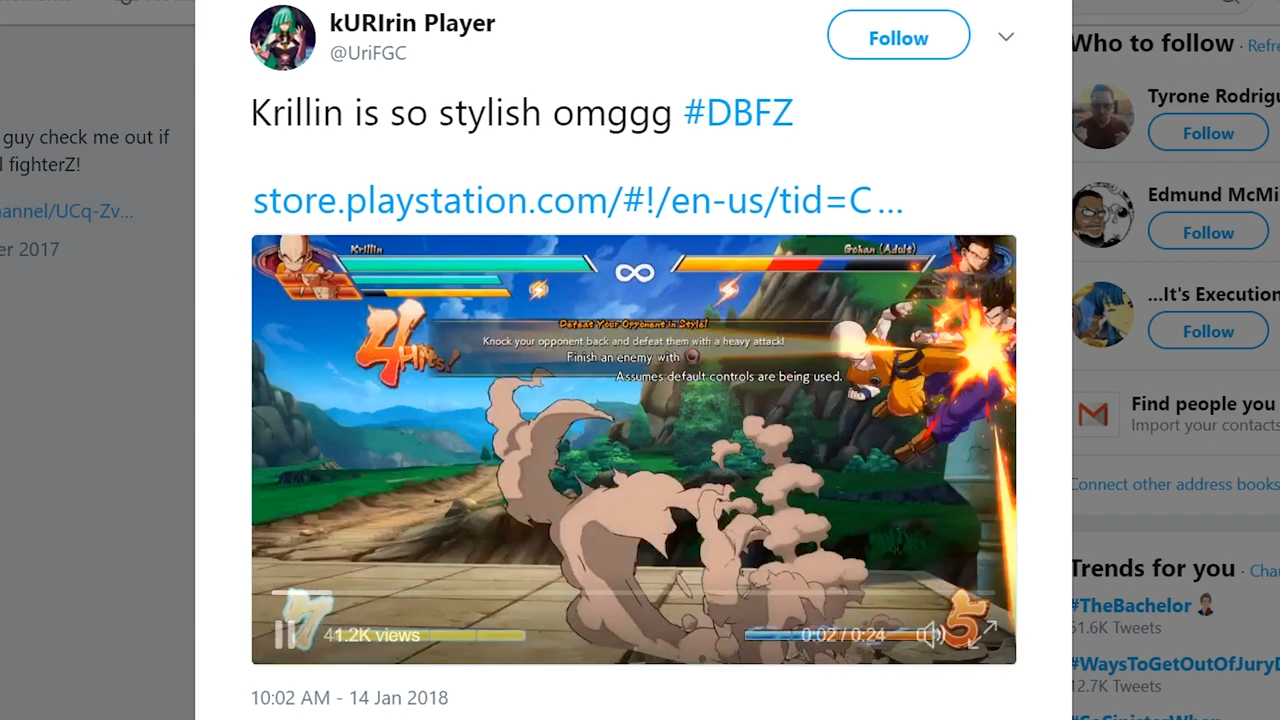 kURIrin Player
@UriFGC
Follow
Krillin is so stylish omggg #DBFZ
store.playstation.com/#!/en-us/tid=C...
Krillin
Gohan (Adult)
4 Hits!
Defeat Your Opponent in Style!
Knock your opponent back and defeat them with a heavy attack!
Finish an enemy with
Assumes default controls are being used.
7
5
41.2K views
0:02 / 0:24
10:02 AM - 14 Jan 2018
guy check me out if
l fighterZ!
annel/UCq-Zv...
er 2017
Who to follow · Refre
Tyrone Rodrigu
Follow
Edmund McMi
Follow
...It's Execution
Follow
Find people you
Import your contacts
Connect other address books
Trends for you · Cha
#TheBachelor
51.6K Tweets
#WaysToGetOutOfJuryD
12.7K Tweets